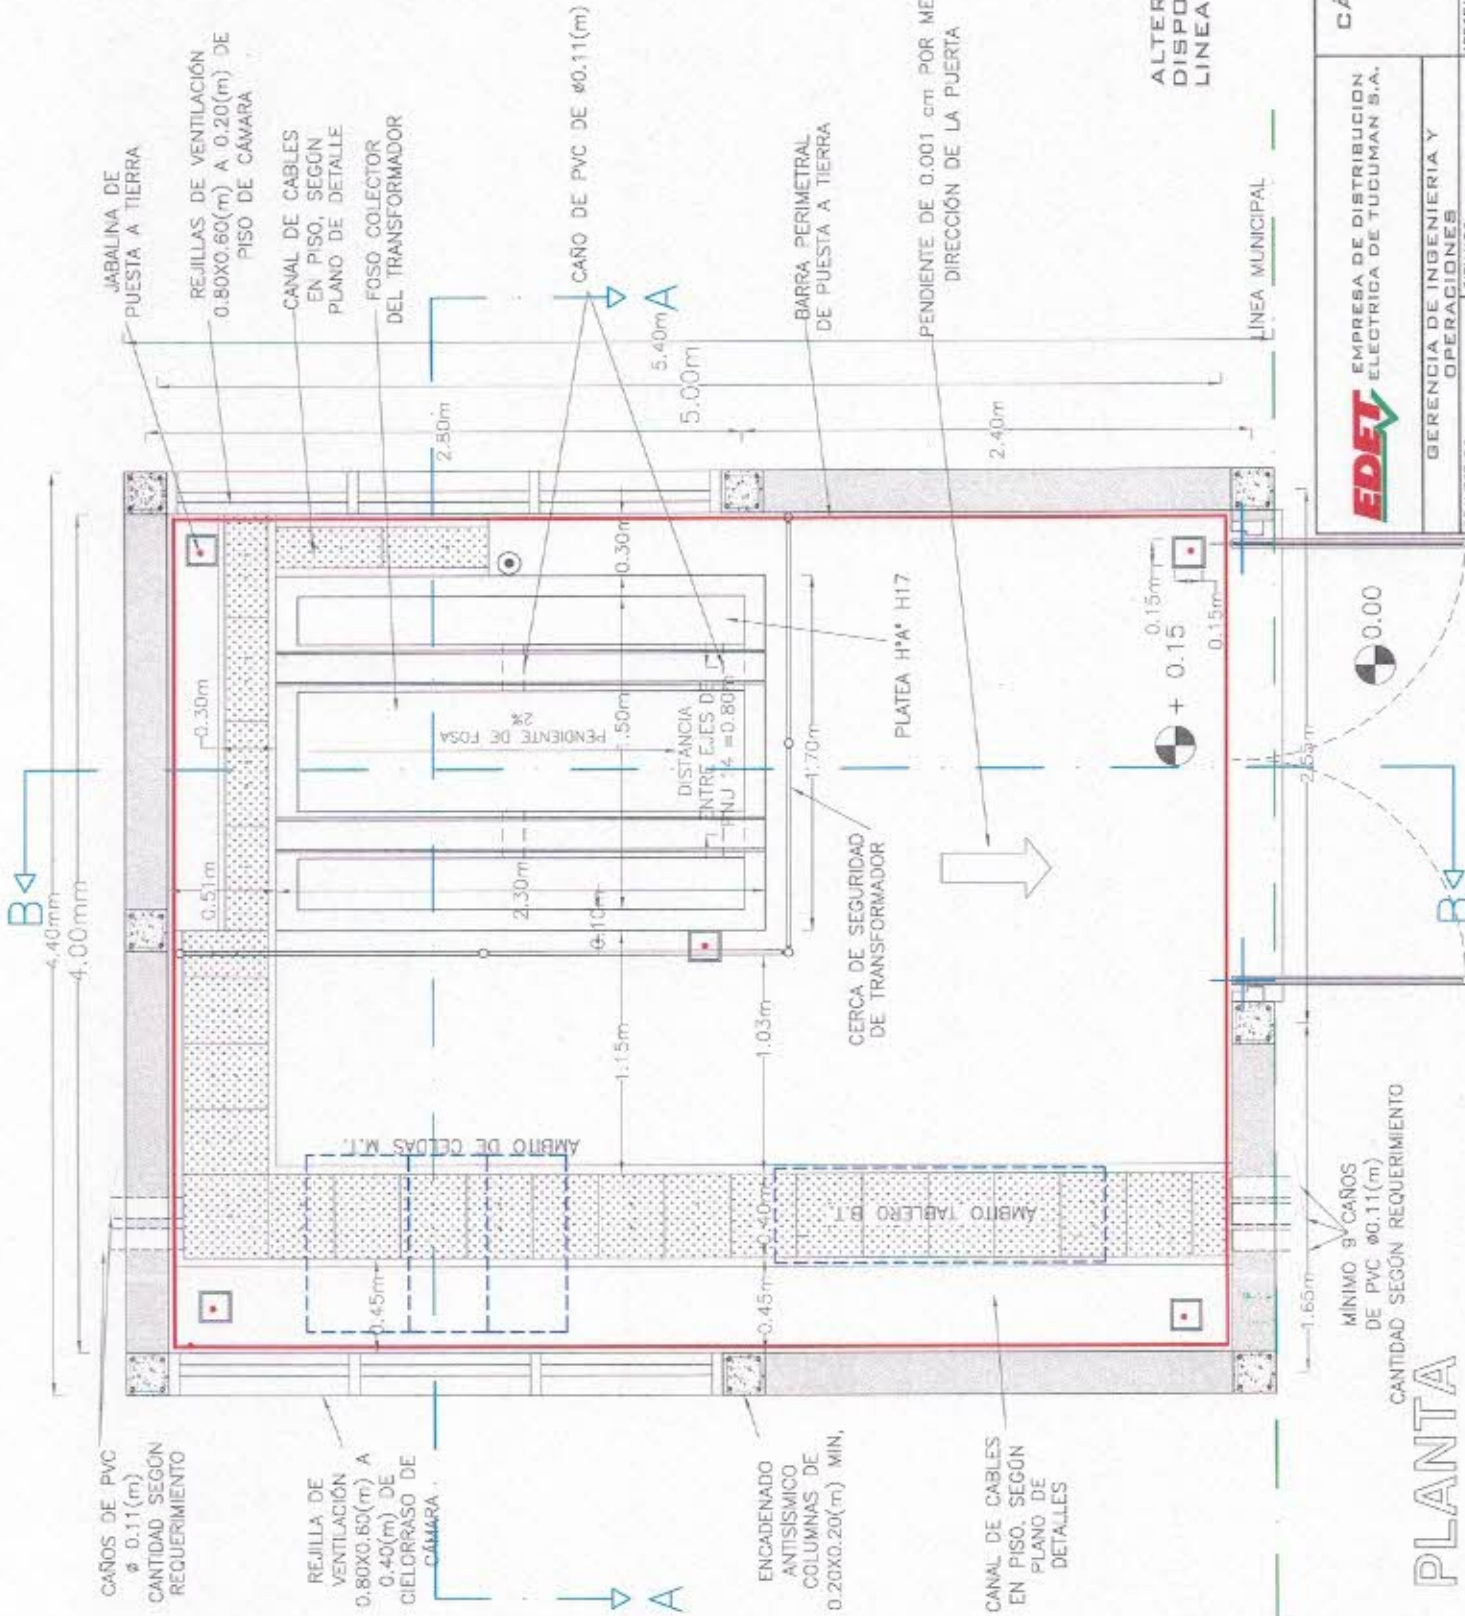 JABALINA DE
PUESTA A TIERRA
REJILLAS DE VENTILACIÓN
0.80X0.60(m) A 0.20(m) DE
PISO DE CÁMARA
CANAL DE CABLES
EN PISO, SEGÚN
PLANO DE DETALLE
FOSO COLECTOR
DEL TRANSFORMADOR
CAÑO DE PVC DE ø0.11(m)
BARRA PERIMETRAL
DE PUESTA A TIERRA
PENDIENTE DE 0.001 cm POR ME
DIRECCIÓN DE LA PUERTA
ALTER
DISPO
LINEA
LÍNEA MUNICIPAL
5.40m
5.00m
2.80m
2.40m
A
B
4.40mm
4.00mm
0.30m
0.51m
0.30m
PENDIENTE DE FOSA
2%
DISTANCIA
ENTRE EJES DE
PNJ 14 =0.80m
.50m
2.30m
0.10m
1.70m
1.15m
1.03m
PLATEA HºAº H17
CERCA DE SEGURIDAD
DE TRANSFORMADOR
0.15m
0.15m
+ 0.15
0.00
B
ÁMBITO DE CELDAS M.T.
ÁMBITO TABLERO B.T.
0.40m
0.45m
0.45m
1.65m
MÍNIMO 9 CAÑOS
DE PVC ø0.11(m)
CANTIDAD SEGÚN REQUERIMIENTO
CAÑOS DE PVC
ø 0.11(m)
CANTIDAD SEGÚN
REQUERIMIENTO
REJILLA DE
VENTILACIÓN
0.80X0.60(m) A
0.40(m) DE
CIELORRASO DE
CÁMARA
A
ENCADENADO
ANTISÍSMICO
COLUMNAS DE
0.20X0.20(m) MIN,
CANAL DE CABLES
EN PISO, SEGÚN
PLANO DE
DETALLES
PLANTA
EDET
EMPRESA DE DISTRIBUCION
ELECTRICA DE TUCUMAN S.A.
GERENCIA DE INGENIERIA Y
OPERACIONES
CÁ